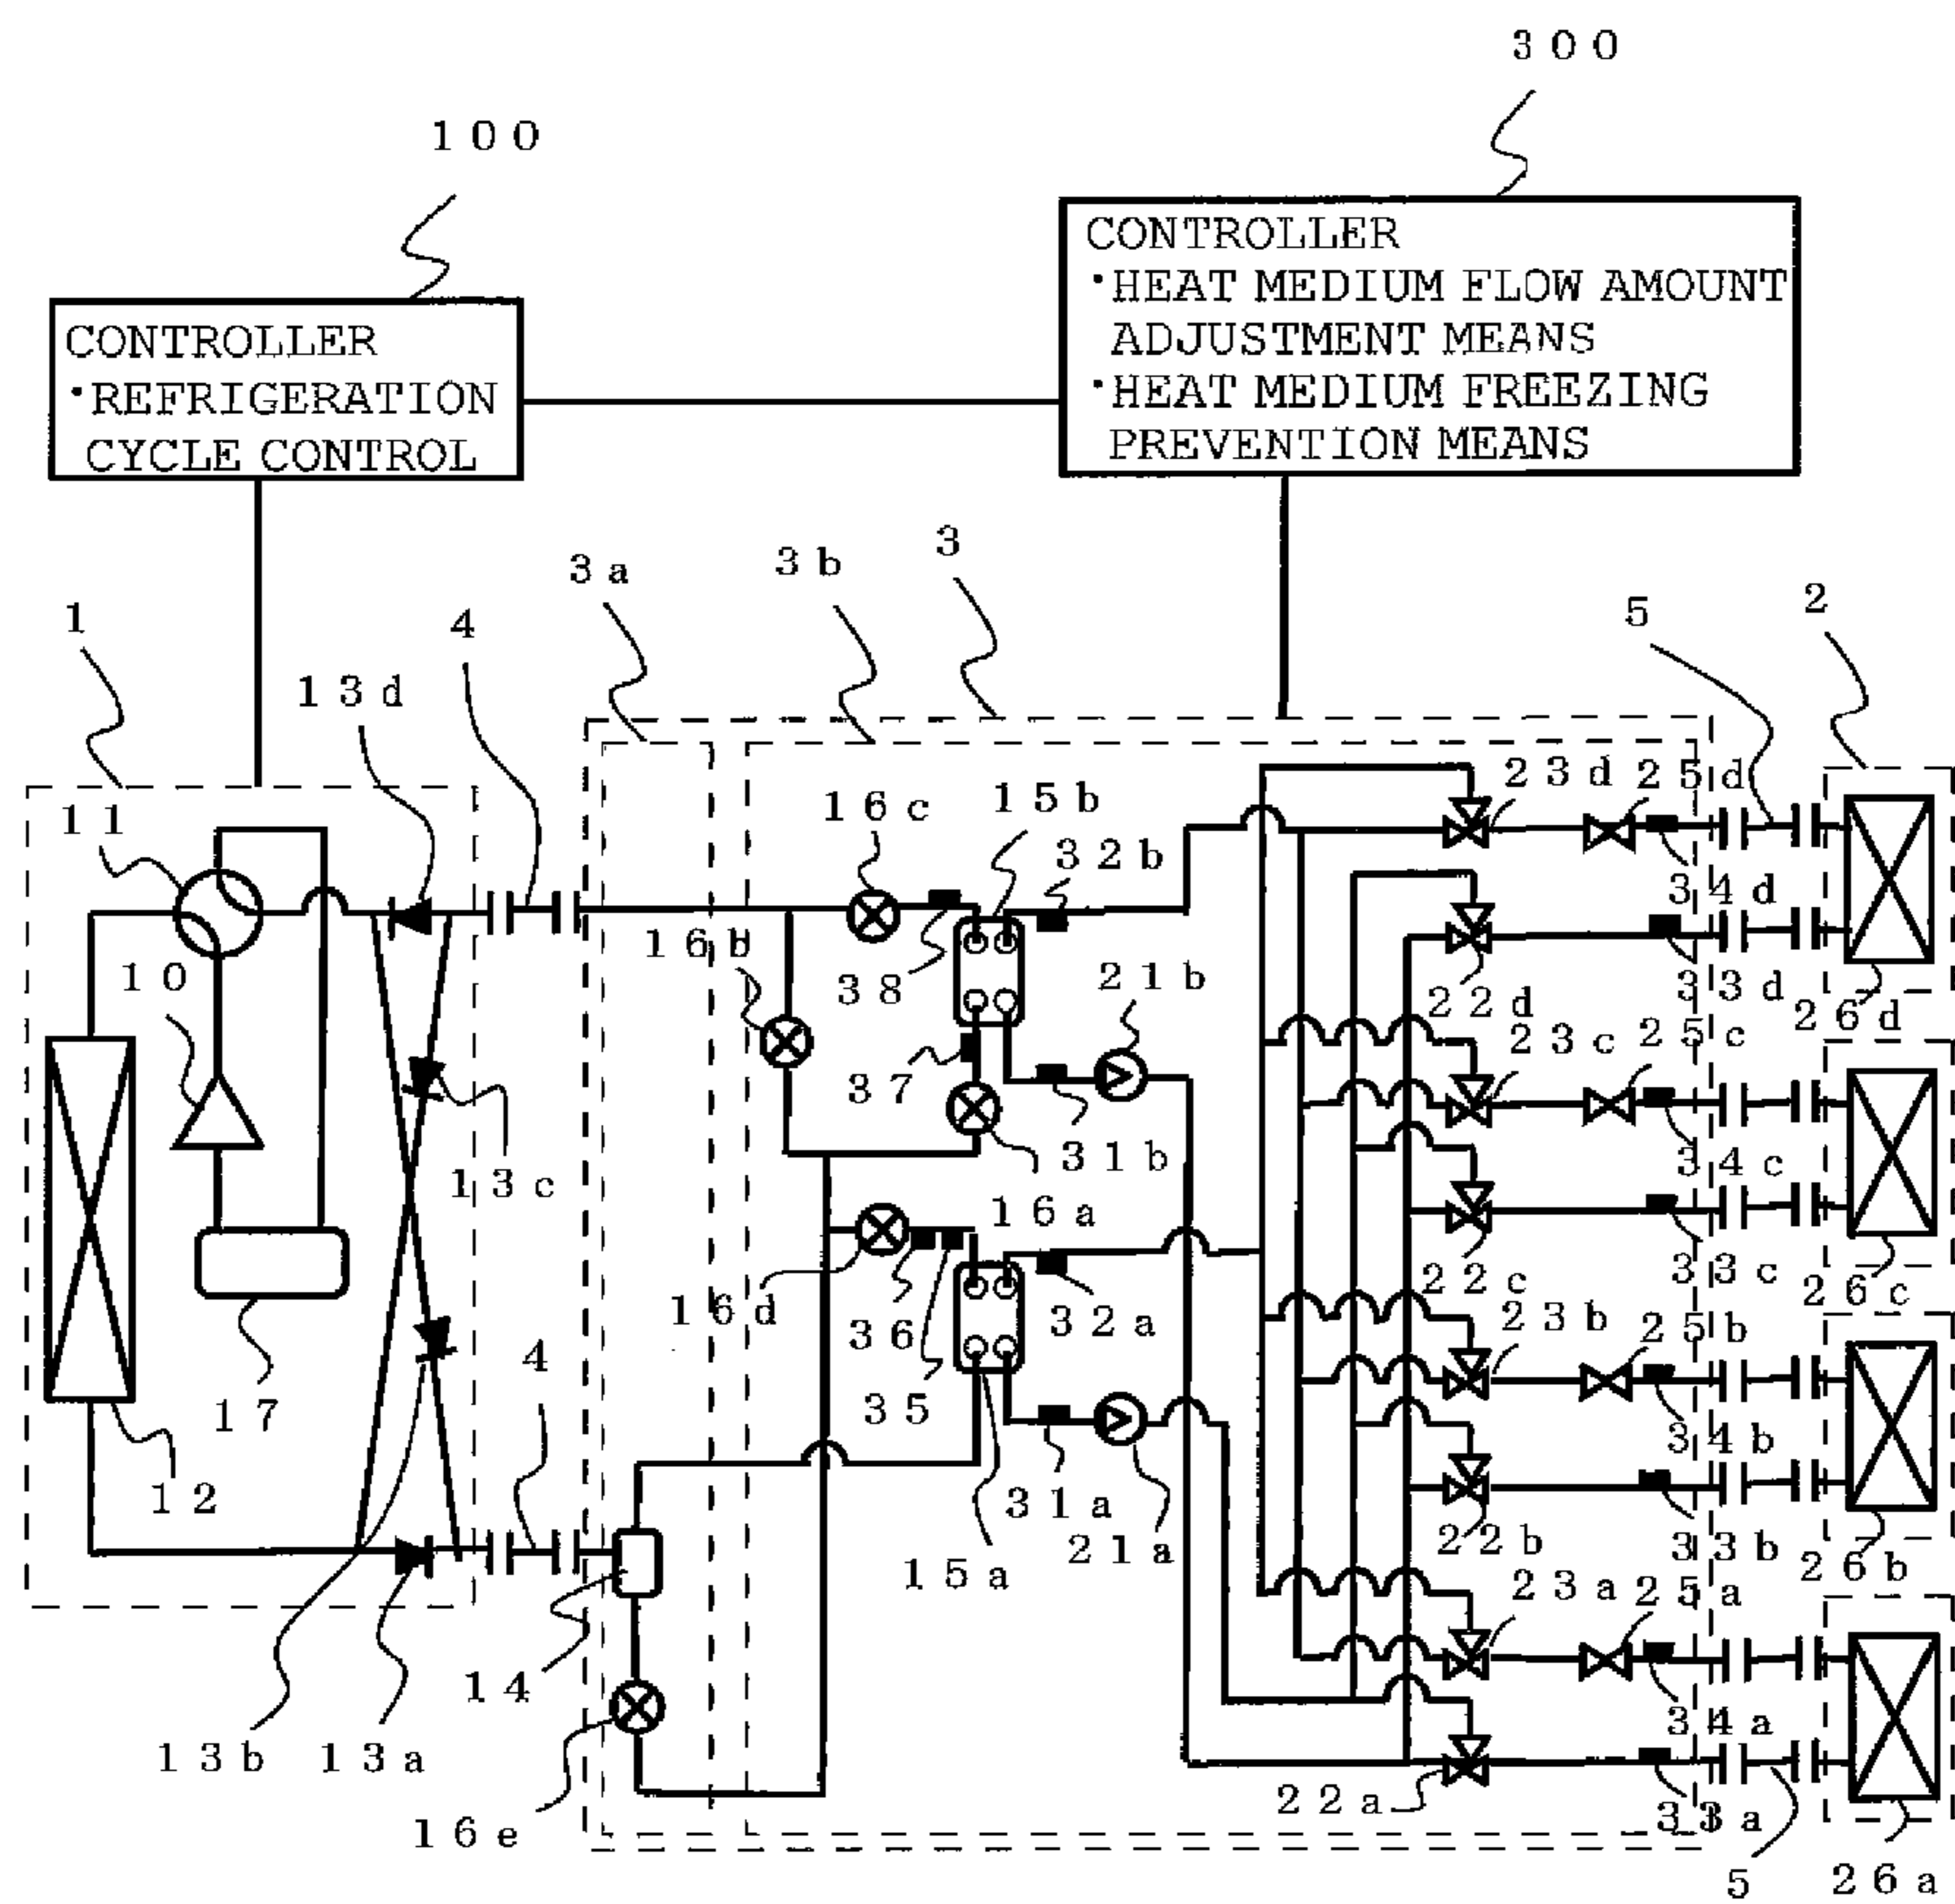 300
100
CONTROLLER
・HEAT MEDIUM FLOW AMOUNT
ADJUSTMENT MEANS
・HEAT MEDIUM FREEZING
PREVENTION MEANS
CONTROLLER
・REFRIGERATION
CYCLE CONTROL
3
3b
3a
5
2
1
4
13d
23d 25d
11
16c
15b
32b
34d
16b
10
38
21b
22d
33d
26d
23c 25c
37
31b
34c
13c
16a
22c
33c
26c
16d
36
32a
23b
25b
4
35
17
34b
12
31a
21a
22b
33b
26b
15a
23a 25a
14
34a
13b
13a
22a
33a
16e
5
26a